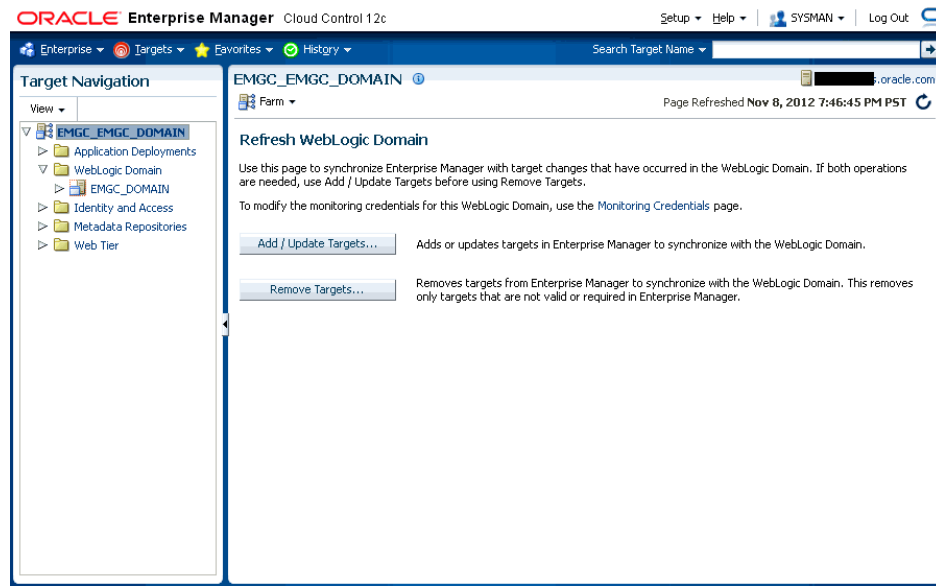 ORACLE Enterprise Manager Cloud Control 12c
Setup Help SYSMAN Log Out
Enterprise Targets Favorites History Search Target Name
Target Navigation
View
EMGC_EMGC_DOMAIN
Application Deployments
WebLogic Domain
EMGC_DOMAIN
Identity and Access
Metadata Repositories
Web Tier
EMGC_EMGC_DOMAIN
s.oracle.com
Farm
Page Refreshed Nov 8, 2012 7:46:45 PM PST
Refresh WebLogic Domain
Use this page to synchronize Enterprise Manager with target changes that have occurred in the WebLogic Domain. If both operations
are needed, use Add / Update Targets before using Remove Targets.
To modify the monitoring credentials for this WebLogic Domain, use the Monitoring Credentials page.
Add / Update Targets...
Adds or updates targets in Enterprise Manager to synchronize with the WebLogic Domain.
Remove Targets...
Removes targets from Enterprise Manager to synchronize with the WebLogic Domain. This removes
only targets that are not valid or required in Enterprise Manager.